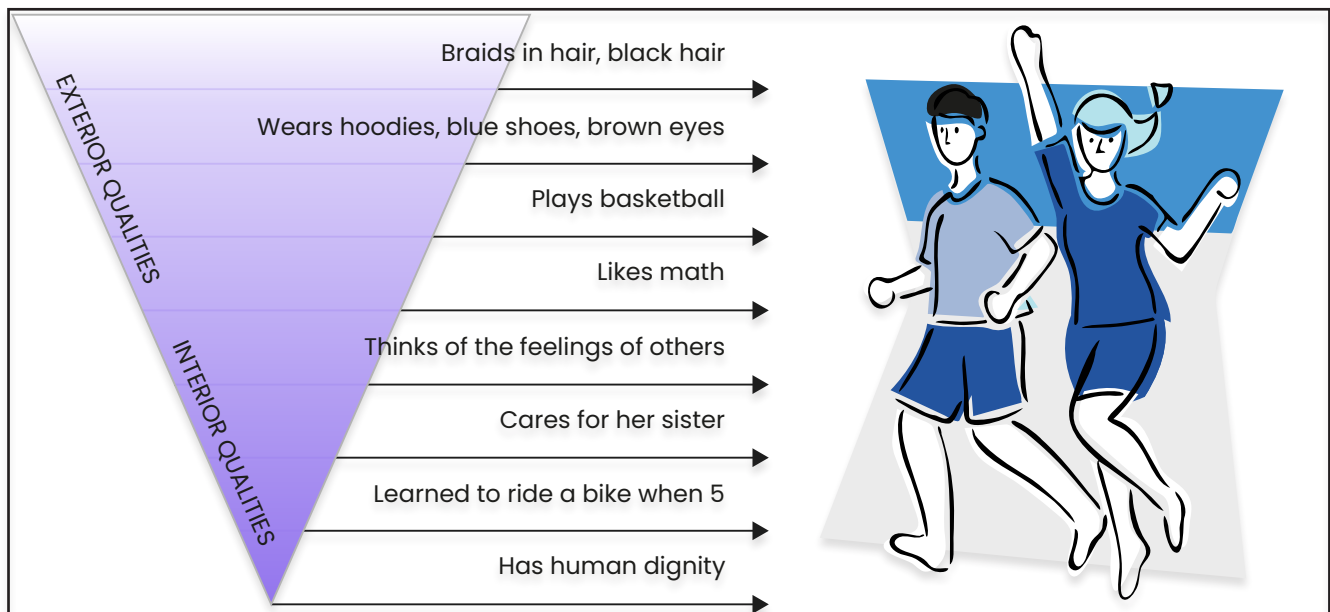 Braids in hair, black hair
Wears hoodies, blue shoes, brown eyes
Plays basketball
Likes math
Thinks of the feelings of others
Cares for her sister
Learned to ride a bike when 5
Has human dignity
EXTERIOR QUALITIES
INTERIOR QUALITIES